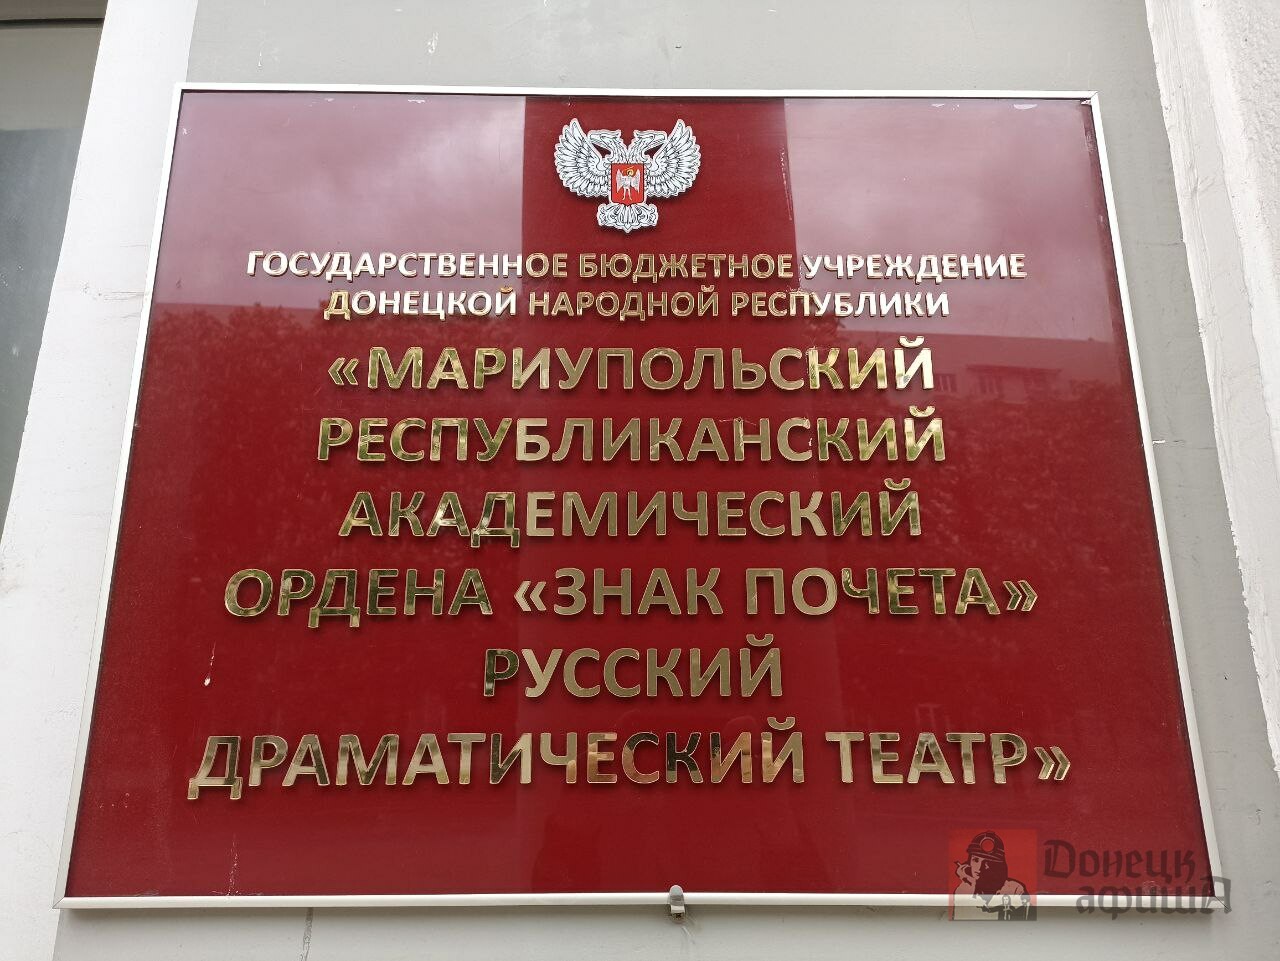 ГОСУДАРСТВЕННОЕ БЮДЖЕТНОЕ УЧРЕЖДЕНИЕ
ДОНЕЦКОЙ НАРОДНОЙ РЕСПУБЛИКИ
«МАРИУПОЛЬСКИЙ
РЕСПУБЛИКАНСКИЙ
АКАДЕМИЧЕСКИЙ
ОРДЕНА «ЗНАК ПОЧЕТА»
РУССКИЙ
ДРАМАТИЧЕСКИЙ ТЕАТР»
Донецк
афиша